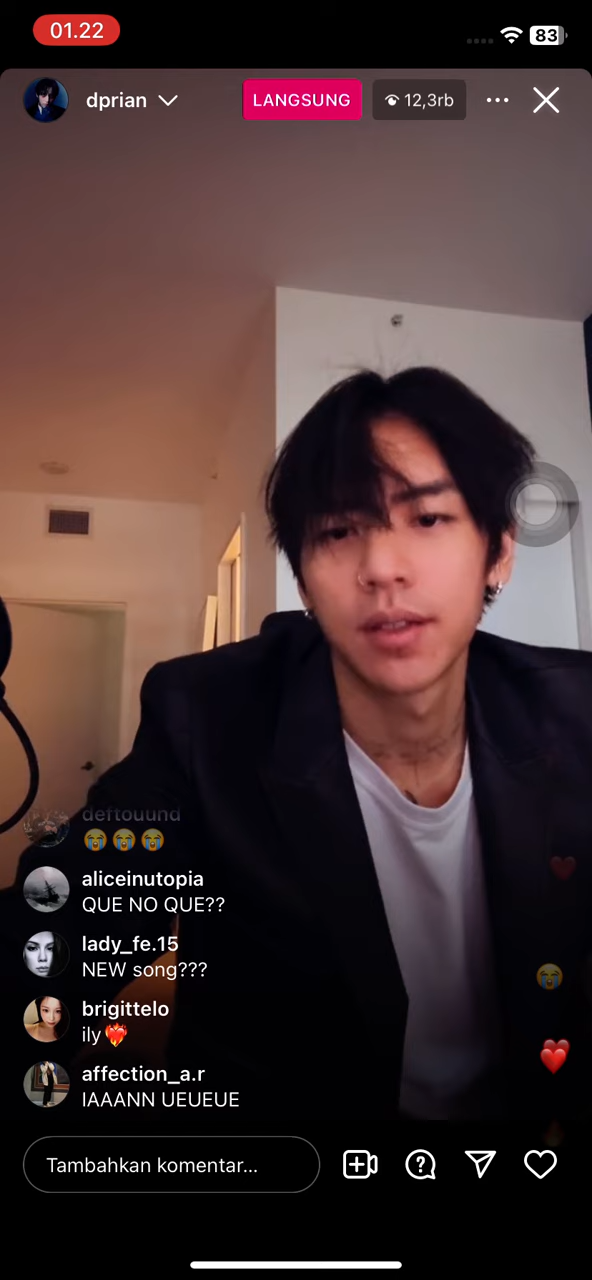 01.22
83
dprian
LANGSUNG
12,3rb
deftouund
😭😭😭
aliceinutopia
QUE NO QUE??
lady_fe.15
NEW song???
brigittelo
ily❤️‍🔥
affection_a.r
IAAANN UEUEUE
Tambahkan komentar...